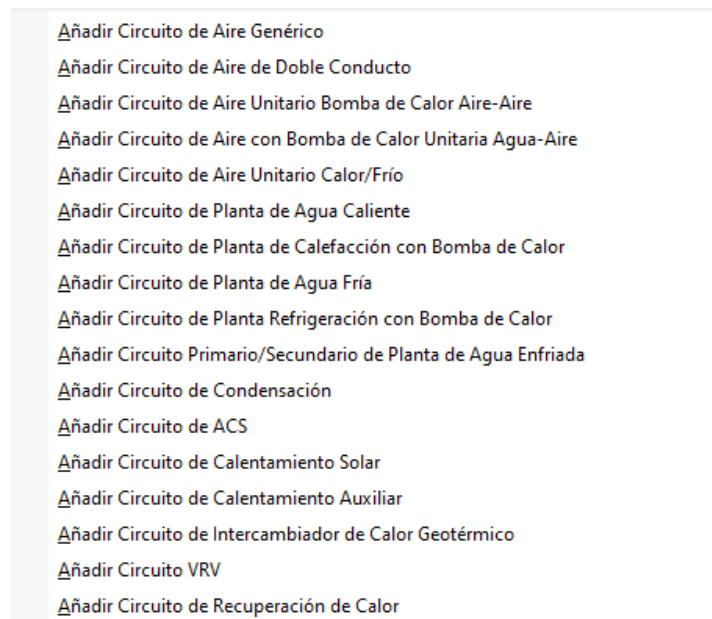 Añadir Circuito de Aire Genérico
Añadir Circuito de Aire de Doble Conducto
Añadir Circuito de Aire Unitario Bomba de Calor Aire-Aire
Añadir Circuito de Aire con Bomba de Calor Unitaria Agua-Aire
Añadir Circuito de Aire Unitario Calor/Frío
Añadir Circuito de Planta de Agua Caliente
Añadir Circuito de Planta de Calefacción con Bomba de Calor
Añadir Circuito de Planta de Agua Fría
Añadir Circuito de Planta Refrigeración con Bomba de Calor
Añadir Circuito Primario/Secundario de Planta de Agua Enfriada
Añadir Circuito de Condensación
Añadir Circuito de ACS
Añadir Circuito de Calentamiento Solar
Añadir Circuito de Calentamiento Auxiliar
Añadir Circuito de Intercambiador de Calor Geotérmico
Añadir Circuito VRV
Añadir Circuito de Recuperación de Calor